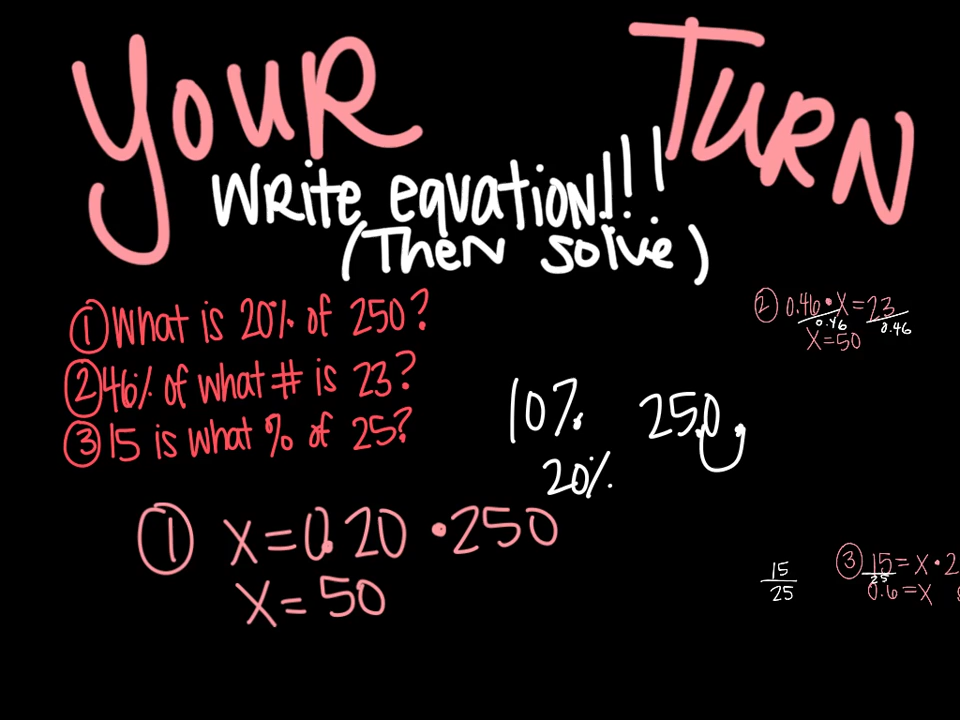 YOUR TURN
WRite equation!!!
(Then solve)
① What is 20% of 250?
② 46% of what # is 23?
③ 15 is what % of 25?
② 0.46 • X = 23
0.46 0.46
X = 50
10% 25.0.
20%
① X = 0.20 • 250
X = 50
15
25
③ 15 = X • 2
25
0.6 = X